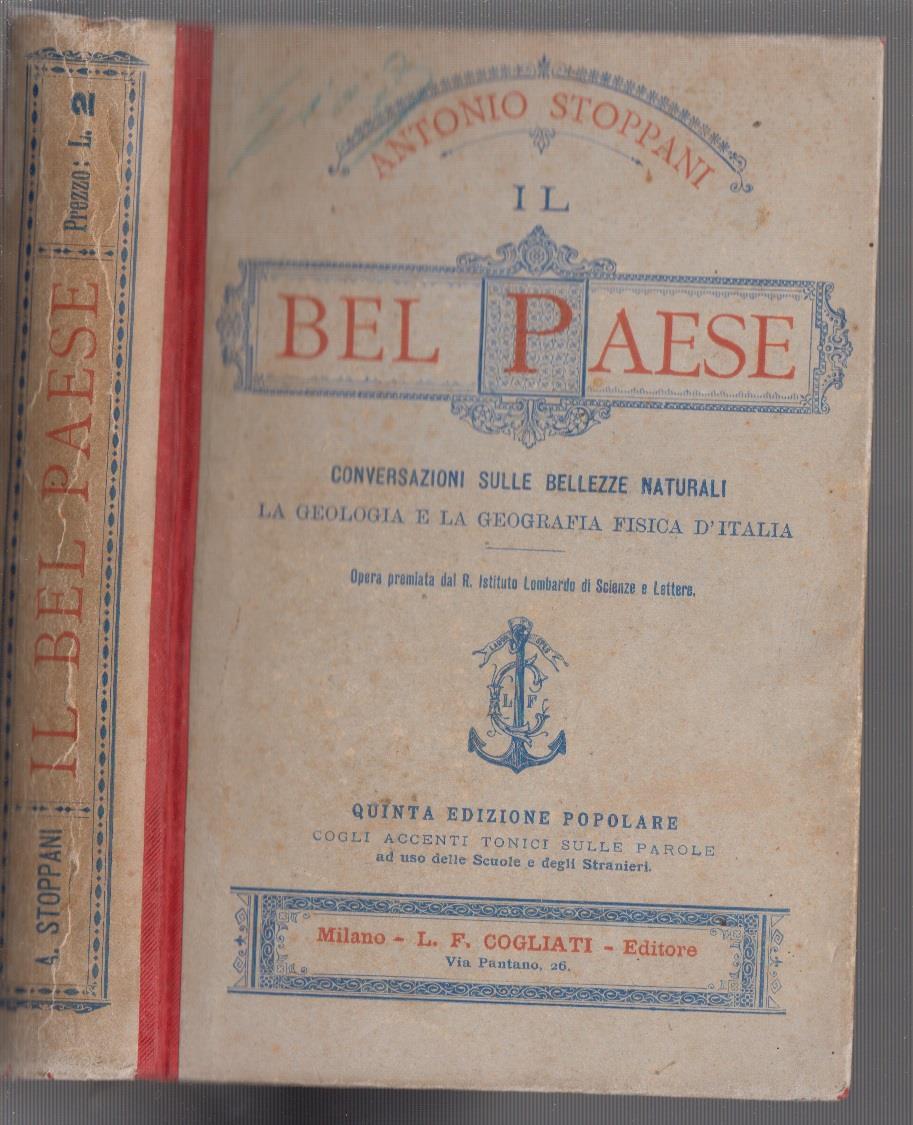 A. STOPPANI
IL BEL PAESE
Prezzo: L. 2
ANTONIO STOPPANI
IL
BEL PAESE
CONVERSAZIONI SULLE BELLEZZE NATURALI
LA GEOLOGIA E LA GEOGRAFIA FISICA D'ITALIA
Opera premiata dal R. Istituto Lombardo di Scienze e Lettere.
L F
QUINTA EDIZIONE POPOLARE
COGLI ACCENTI TONICI SULLE PAROLE
ad uso delle Scuole e degli Stranieri.
Milano - L. F. COGLIATI - Editore
Via Pantano, 26.